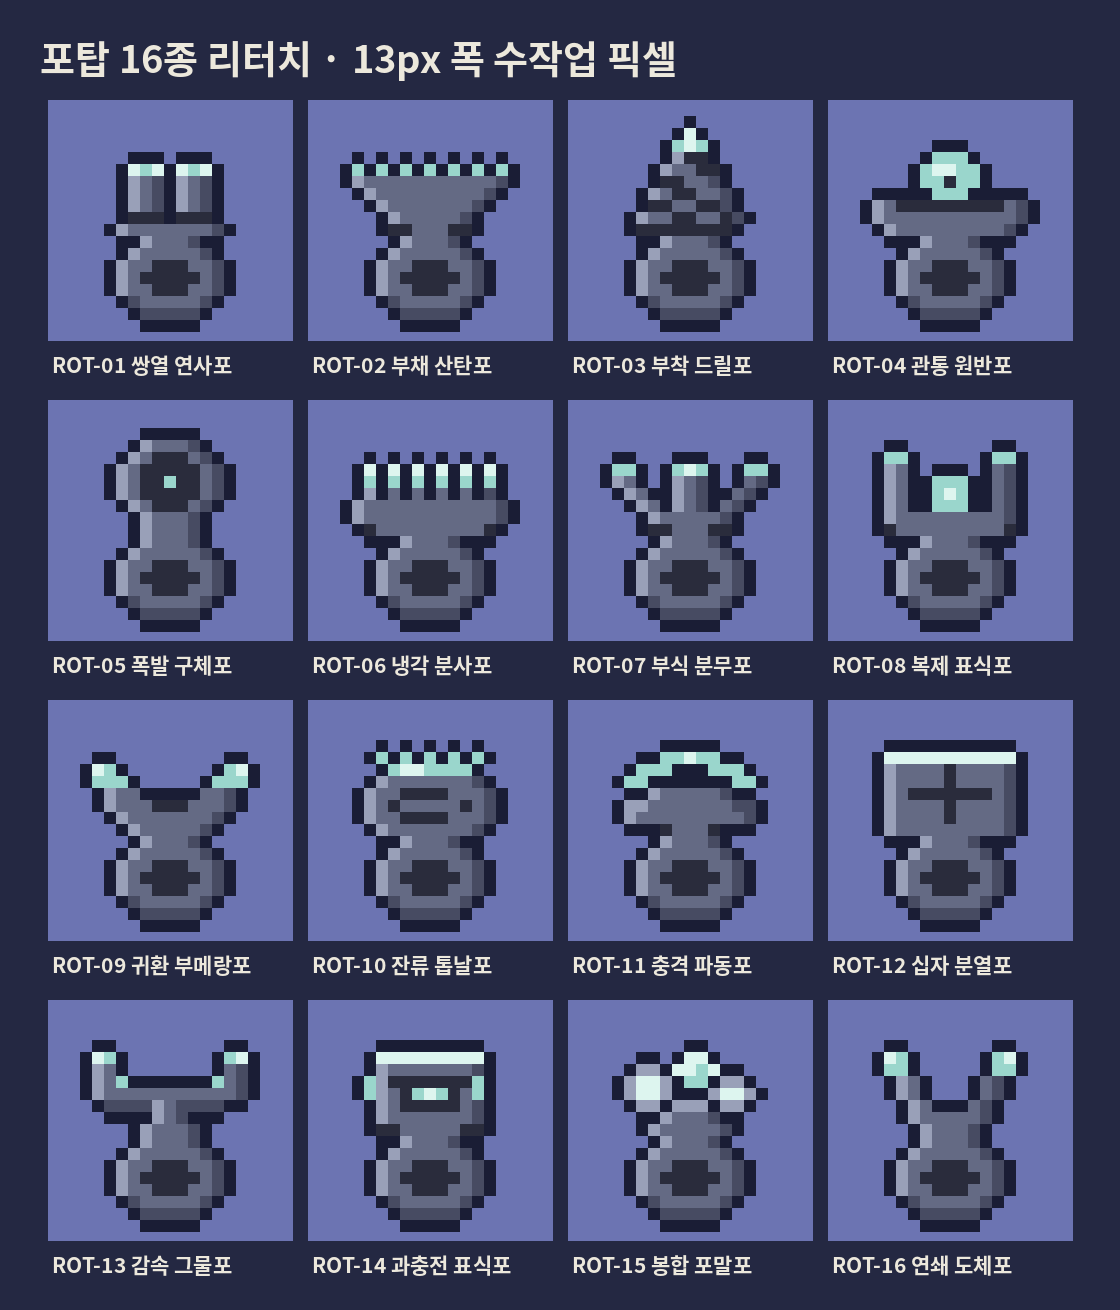 포탑 16종 리터치 · 13px 폭 수작업 픽셀
ROT-01 쌍열 연사포
ROT-02 부채 산탄포
ROT-03 부착 드릴포
ROT-04 관통 원반포
ROT-05 폭발 구체포
ROT-06 냉각 분사포
ROT-07 부식 분무포
ROT-08 복제 표식포
ROT-09 귀환 부메랑포
ROT-10 잔류 톱날포
ROT-11 충격 파동포
ROT-12 십자 분열포
ROT-13 감속 그물포
ROT-14 과충전 표식포
ROT-15 봉합 포말포
ROT-16 연쇄 도체포